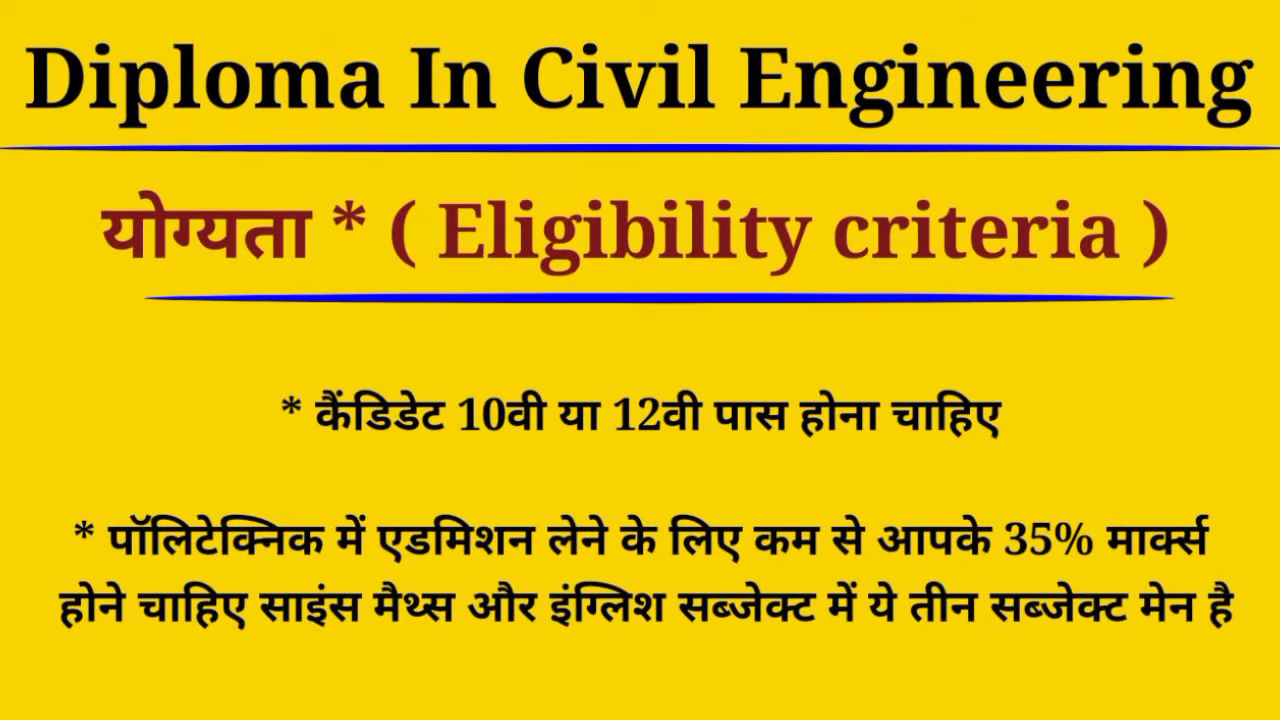 Diploma In Civil Engineering
योग्यता * ( Eligibility criteria )
* कैंडिडेट 10वी या 12वी पास होना चाहिए
* पॉलिटेक्निक में एडमिशन लेने के लिए कम से आपके 35% मार्क्स
होने चाहिए साइंस मैथ्स और इंग्लिश सब्जेक्ट में ये तीन सब्जेक्ट मेन है